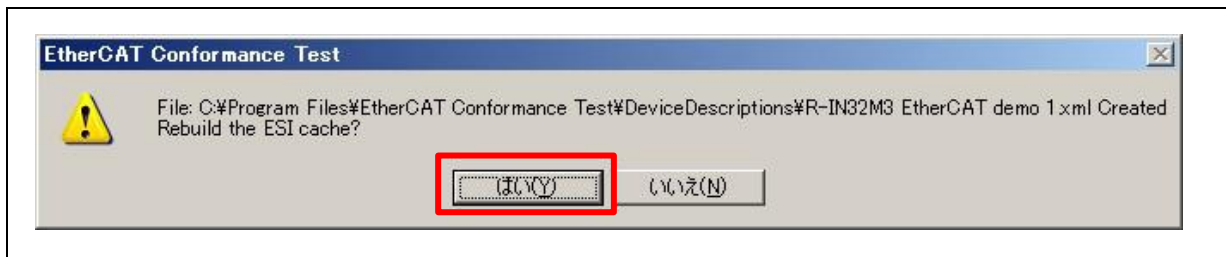 EtherCAT Conformance Test
File: C:¥Program Files¥EtherCAT Conformance Test¥DeviceDescriptions¥R-IN32M3 EtherCAT demo 1.xml Created
Rebuild the ESI cache?
はい(Y) いいえ(N)